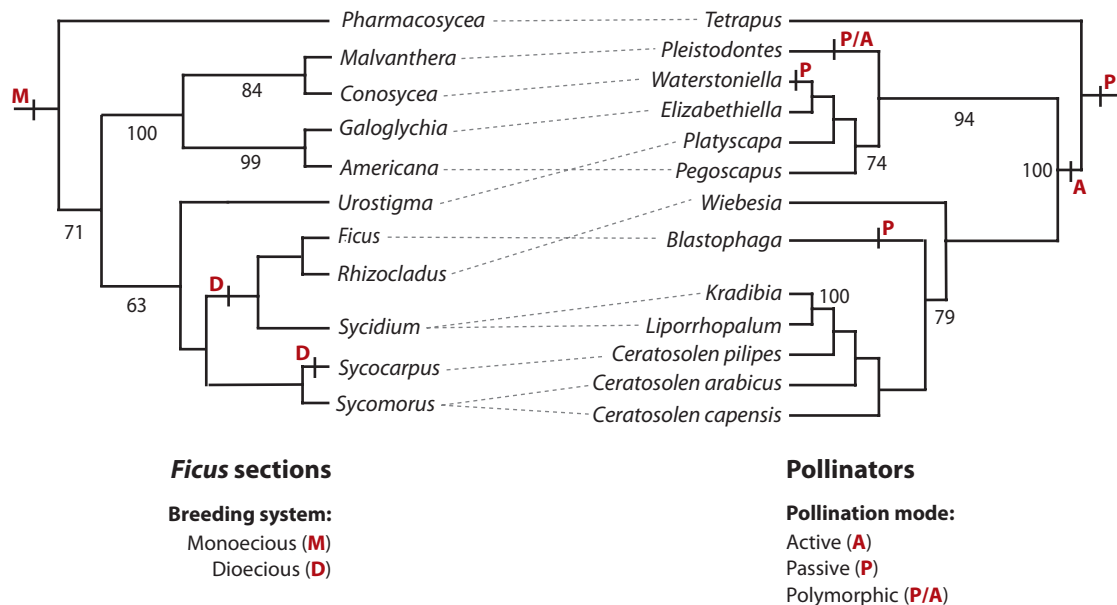 Pharmacosycea Tetrapus
Malvanthera Pleistodontes P/A
Waterstoniella P
84 Conosycea Elizabethiella 94
M P
100 Galoglychia Platyscapa
99 Americana Pegoscapus 74 100 A
Urostigma Wiebesia
71 Ficus Blastophaga P
63 D Rhizocladus
Kradibia 100
Sycidium Liporrhopalum 79
D Sycocarpus Ceratosolen pilipes
Sycomorus Ceratosolen arabicus
Ceratosolen capensis
Ficus sections
Breeding system:
Monoecious (M)
Dioecious (D)
Pollinators
Pollination mode:
Active (A)
Passive (P)
Polymorphic (P/A)